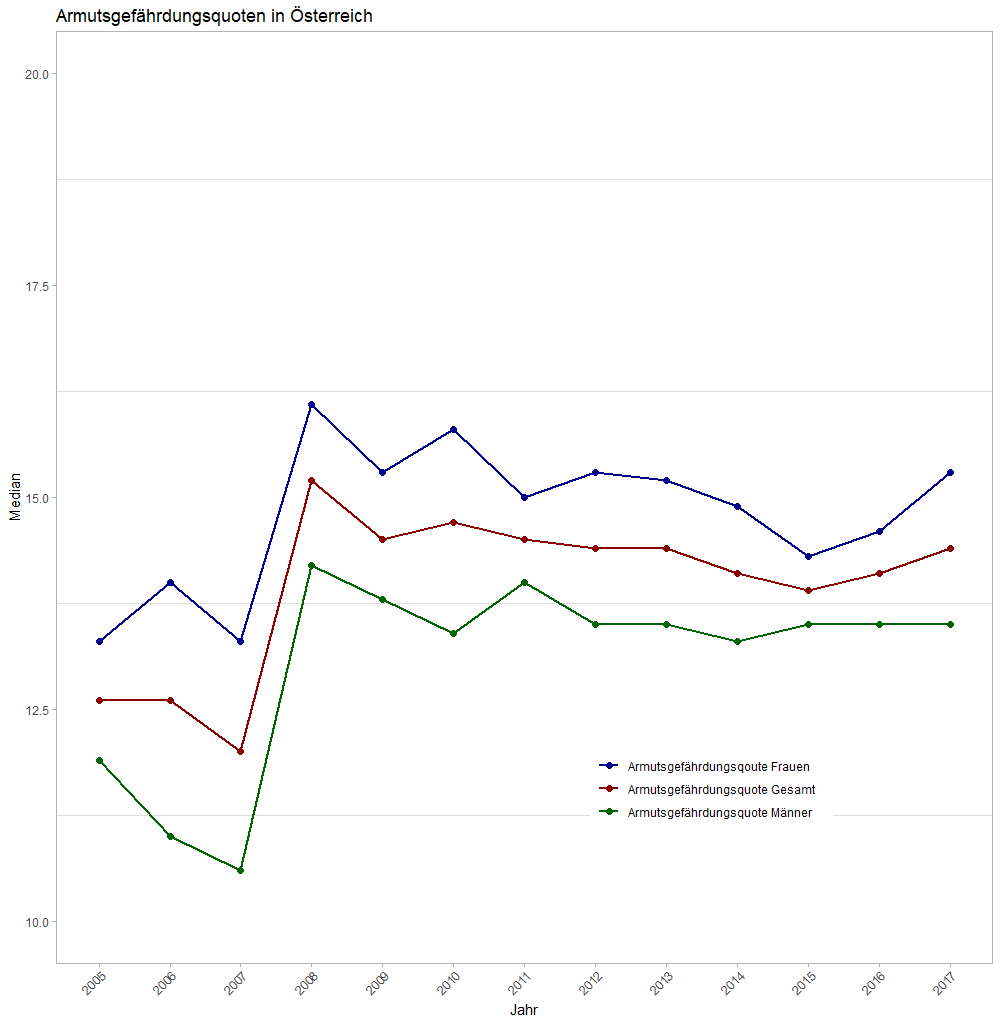 Armutsgefährdungsquoten in Österreich
20.0
17.5
15.0
12.5
10.0
Median
Armutsgefährdungsqoute Frauen
Armutsgefährdungsquote Gesamt
Armutsgefährdungsquote Männer
2005 2006 2007 2008 2009 2010 2011 2012 2013 2014 2015 2016 2017
Jahr